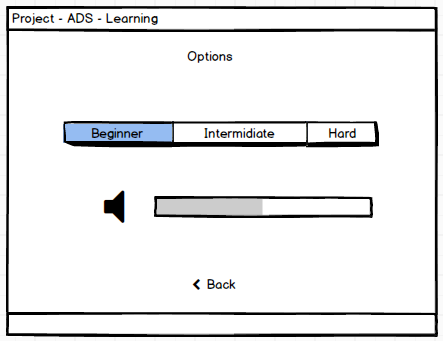 Project - ADS - Learning
Options
Beginner Intermidiate Hard
Back